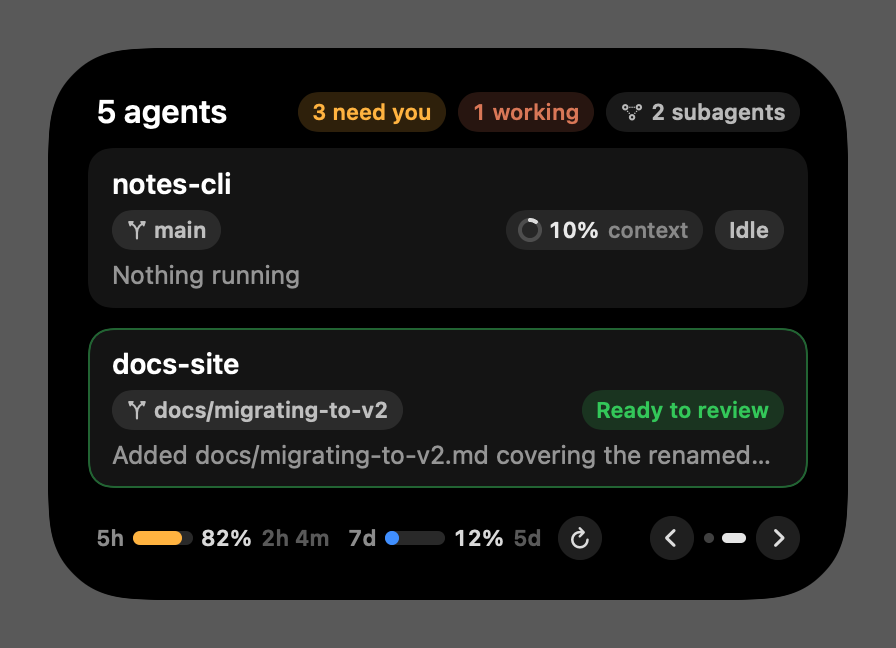 5 agents 3 need you 1 working 2 subagents
notes-cli
main 10% context Idle
Nothing running
docs-site
docs/migrating-to-v2 Ready to review
Added docs/migrating-to-v2.md covering the renamed...
5h 82% 2h 4m 7d 12% 5d